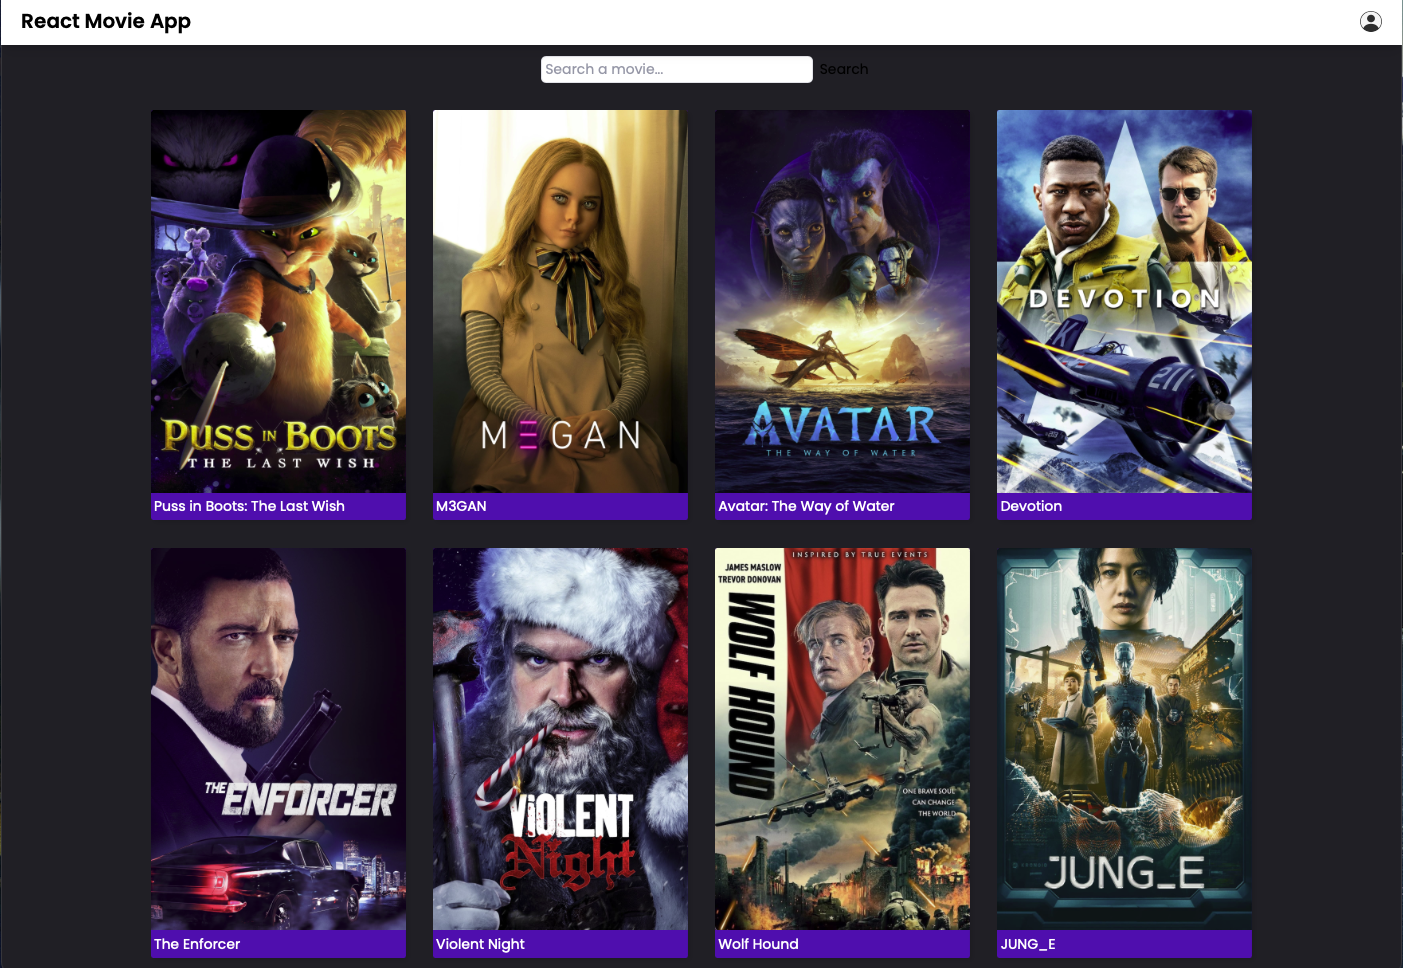 React Movie App
Search a movie...
Search
PUSS IN BOOTS
THE LAST WISH
Puss in Boots: The Last Wish
M3GAN
M3GAN
AVATAR
THE WAY OF WATER
Avatar: The Way of Water
DEVOTION
211
Devotion
THE ENFORCER
The Enforcer
VIOLENT
Night
Violent Night
INSPIRED BY TRUE EVENTS
JAMES MASLOW
TREVOR DONOVAN
WOLF HOUND
ONE BRAVE SOUL
CAN CHANGE
THE WORLD
Wolf Hound
JUNG_E
JUNG_E